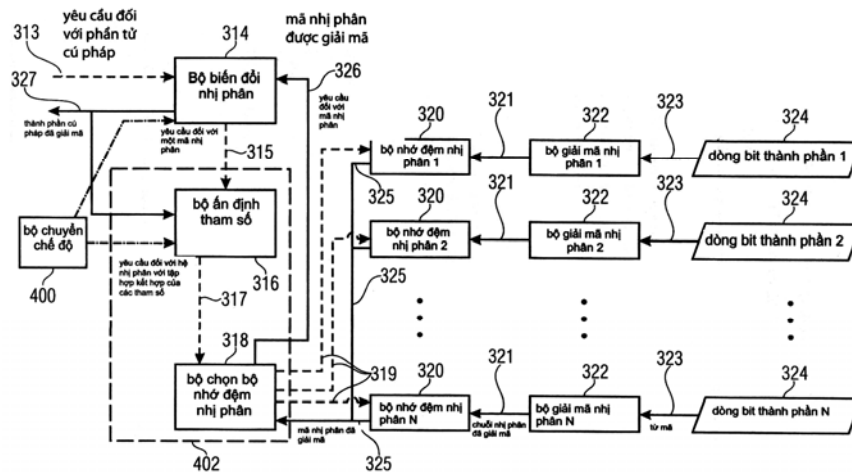 yêu cầu đối
với phần tử
cú pháp
mã nhị phân
được giải mã
313
314
326
327
Bộ biến đổi
nhị phân
thành phần cú
pháp đã giải mã
yêu cầu đối với
một mã nhị
phân
315
yêu cầu đối
với mã nhị
phân
320
321
322
323
324
bộ nhớ đệm nhị
phân 1
bộ giải mã nhị
phân 1
dòng bit thành phần 1
325
bộ ấn định
tham số
316
bộ chuyển
chế độ
400
yêu cầu đối với hệ
nhị phân với tập
hợp kết hợp của
các tham số
317
320
321
322
323
324
bộ nhớ đệm
nhị phân 2
bộ giải mã nhị
phân 2
dòng bit thành phần 2
325
318
bộ chọn bộ
nhớ đệm
nhị phân
319
320
321
322
323
324
bộ nhớ đệm nhị
phân N
bộ giải mã nhị
phân N
dòng bit thành phần N
mã nhị phân đã
giải mã
chuỗi nhị phân
đã giải mã
từ mã
325
402